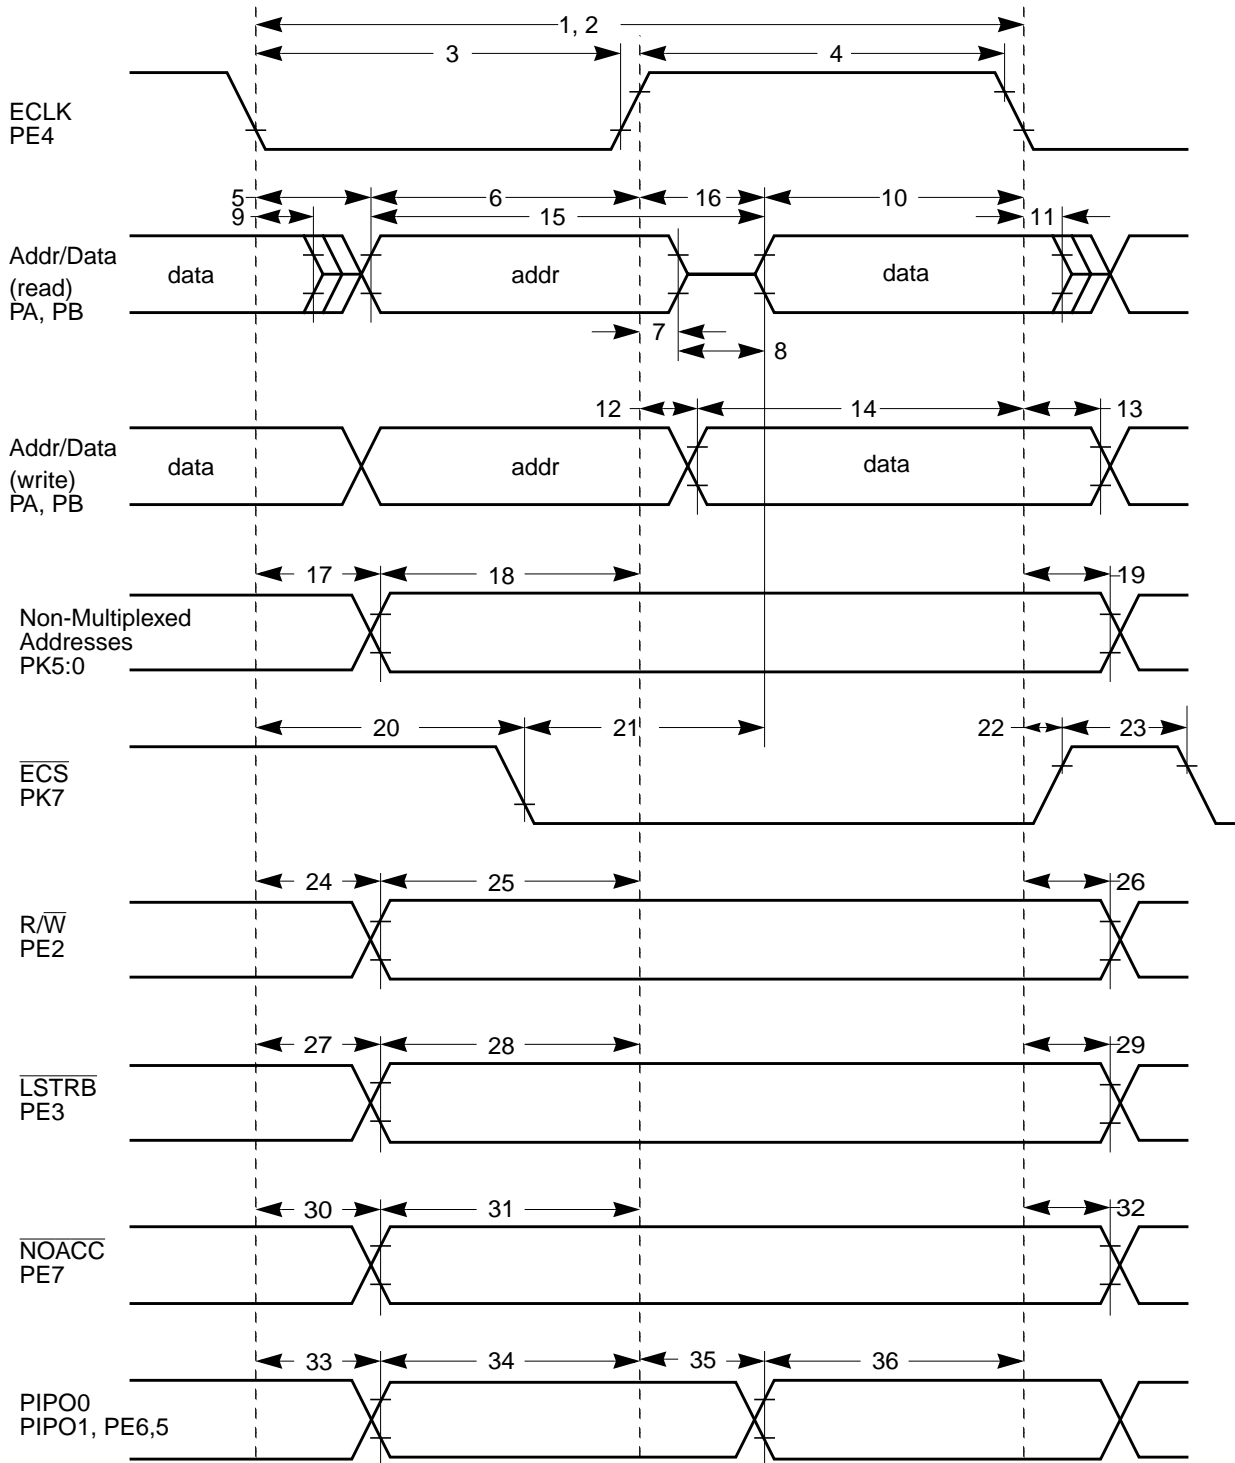 1, 2
3
4
ECLK
PE4
5
6
16
10
9
15
11
Addr/Data
(read)
PA, PB
data
addr
data
7
8
12
14
13
Addr/Data
(write)
PA, PB
data
addr
data
17
18
19
Non-Multiplexed
Addresses
PK5:0
20
21
22
23
ECS
PK7
24
25
26
R/W
PE2
27
28
29
LSTRB
PE3
30
31
32
NOACC
PE7
33
34
35
36
PIPO0
PIPO1, PE6,5